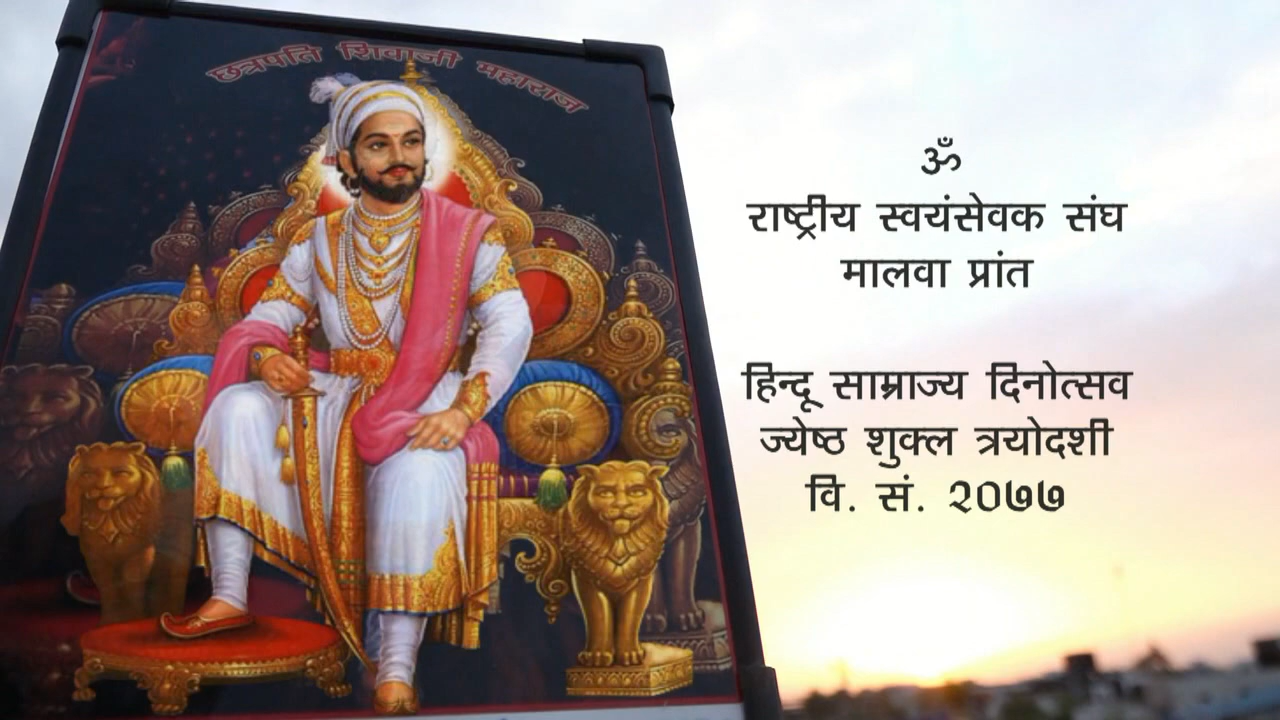 छत्रपति शिवाजी महाराज
ॐ
राष्ट्रीय स्वयंसेवक संघ
मालवा प्रांत
हिन्दू साम्राज्य दिनोत्सव
ज्येष्ठ शुक्ल त्रयोदशी
वि. सं. २०७७